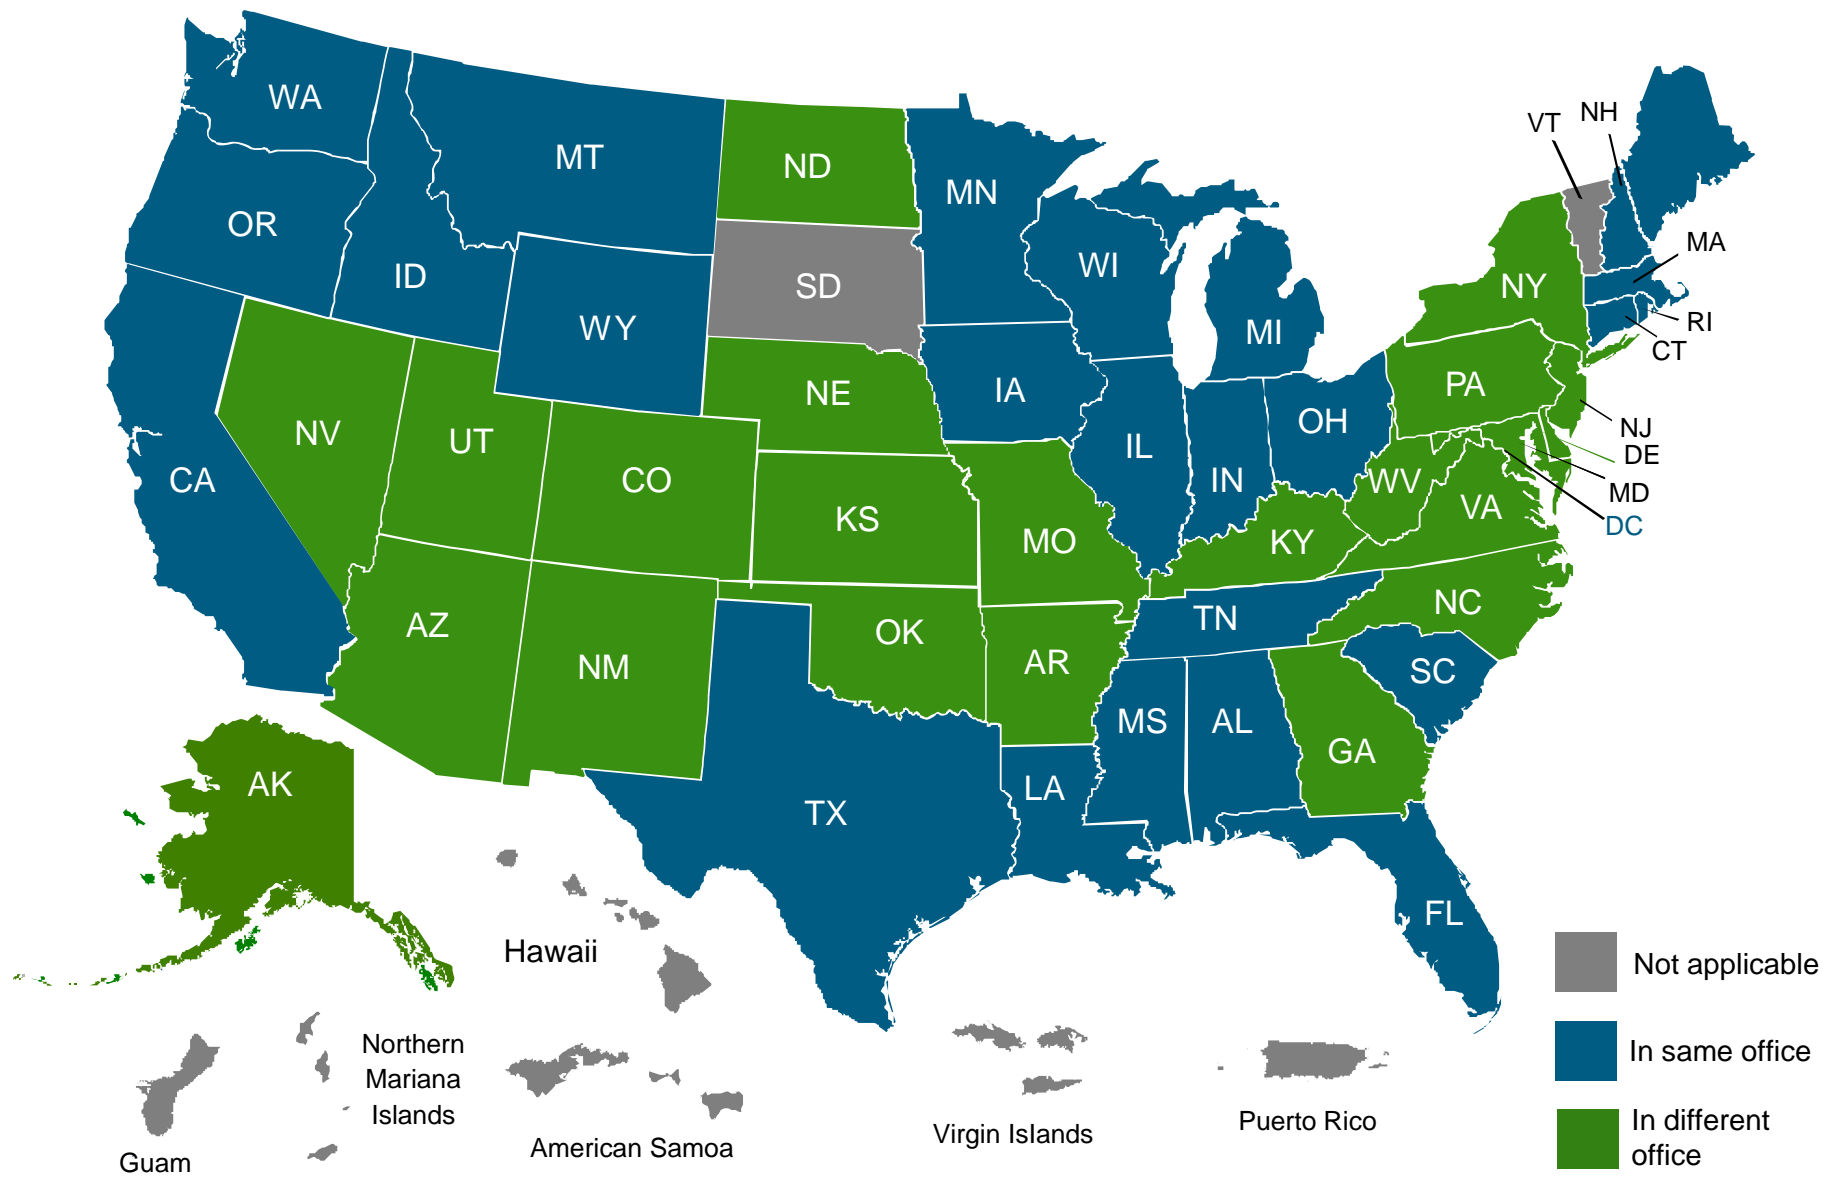 WA
MT
ND
MN
VT
NH
OR
ID
WY
SD
WI
MI
NY
MA
RI
CT
NV
UT
CO
NE
IA
IL
IN
OH
PA
NJ
DE
MD
DC
CA
KS
MO
KY
WV
VA
AZ
NM
OK
AR
TN
NC
SC
MS
AL
GA
LA
TX
FL
AK
Hawaii
Northern
Mariana
Islands
Guam
American Samoa
Virgin Islands
Puerto Rico
Not applicable
In same office
In different
office